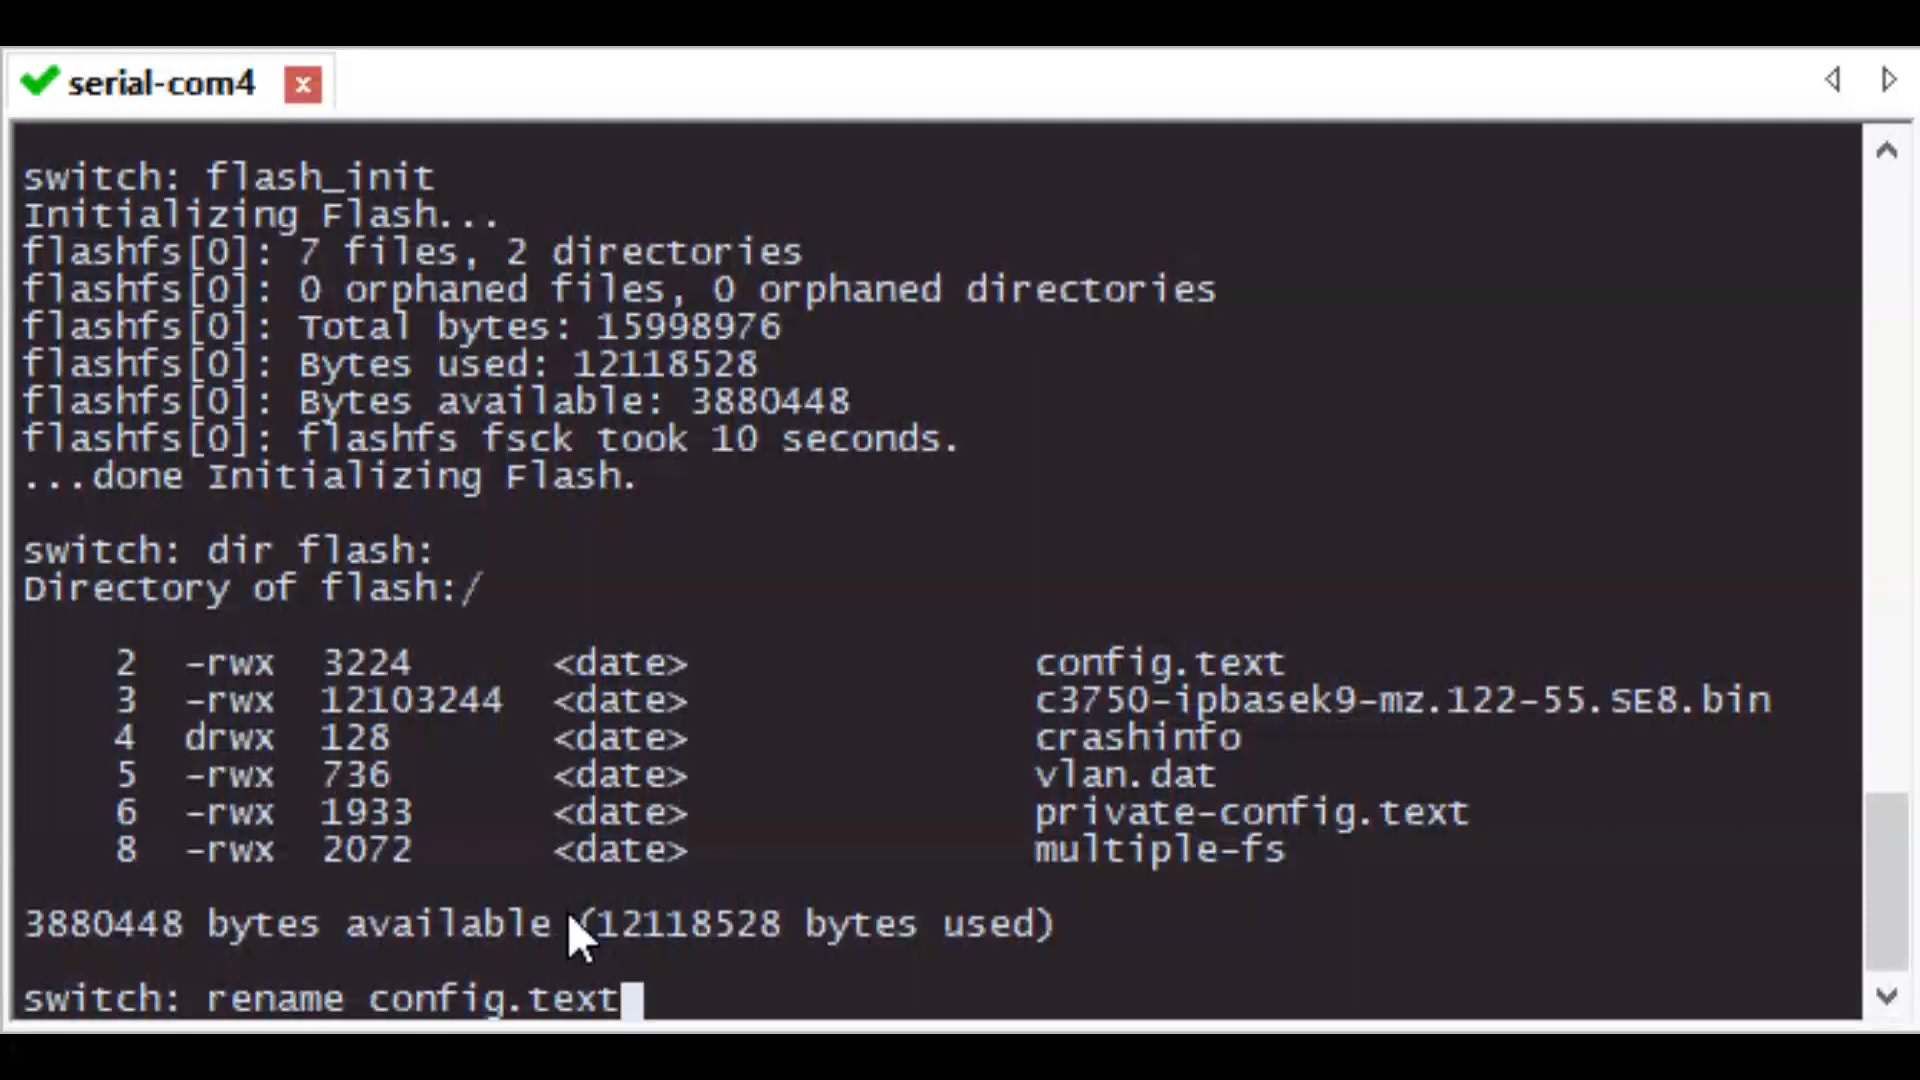 serial-com4 x
switch: flash_init
Initializing Flash...
flashfs[0]: 7 files, 2 directories
flashfs[0]: 0 orphaned files, 0 orphaned directories
flashfs[0]: Total bytes: 15998976
flashfs[0]: Bytes used: 12118528
flashfs[0]: Bytes available: 3880448
flashfs[0]: flashfs fsck took 10 seconds.
...done Initializing Flash.
switch: dir flash:
Directory of flash:/
2 -rwx 3224 <date> config.text
3 -rwx 12103244 <date> c3750-ipbasek9-mz.122-55.SE8.bin
4 drwx 128 <date> crashinfo
5 -rwx 736 <date> vlan.dat
6 -rwx 1933 <date> private-config.text
8 -rwx 2072 <date> multiple-fs
3880448 bytes available (12118528 bytes used)
switch: rename config.text